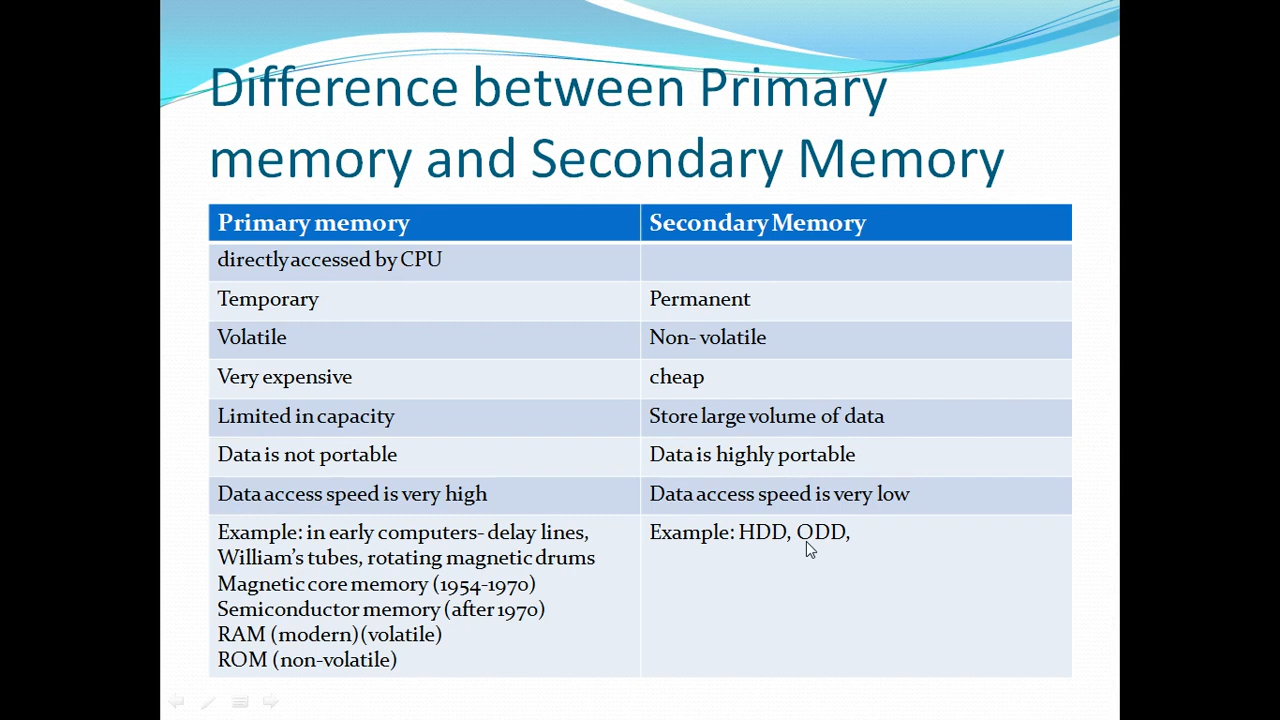 Difference between Primary
memory and Secondary Memory
Primary memory
Secondary Memory
directly accessed by CPU
Temporary
Permanent
Volatile
Non- volatile
Very expensive
cheap
Limited in capacity
Store large volume of data
Data is not portable
Data is highly portable
Data access speed is very high
Data access speed is very low
Example: in early computers- delay lines,
William's tubes, rotating magnetic drums
Magnetic core memory (1954-1970)
Semiconductor memory (after 1970)
RAM (modern)(volatile)
ROM (non-volatile)
Example: HDD, ODD,